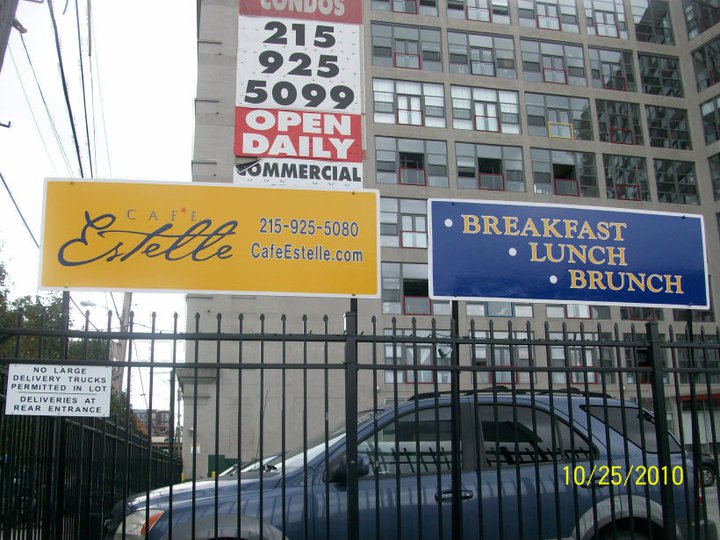 CONDOS
215
925
5099
OPEN
DAILY
COMMERCIAL
CAFE
Estelle
215-925-5080
CafeEstelle.com
• BREAKFAST
• LUNCH
• BRUNCH
NO LARGE
DELIVERY TRUCKS
PERMITTED IN LOT
DELIVERIES AT
REAR ENTRANCE
10/25/2010